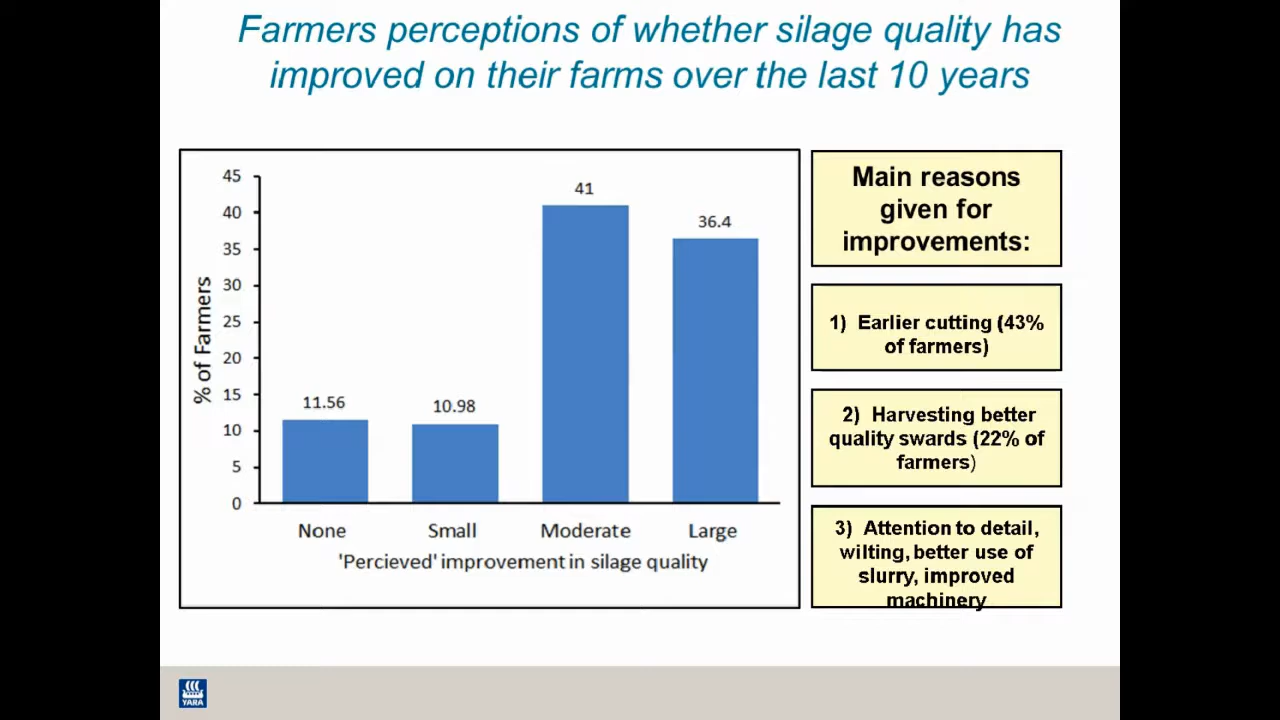 Farmers perceptions of whether silage quality has
improved on their farms over the last 10 years
45
40
35
30
25
20
15
10
5
0
% of Farmers
11.56
10.98
41
36.4
None
Small
Moderate
Large
'Percieved' improvement in silage quality
Main reasons
given for
improvements:
1) Earlier cutting (43%
of farmers)
2) Harvesting better
quality swards (22% of
farmers)
3) Attention to detail,
wilting, better use of
slurry, improved
machinery
YARA